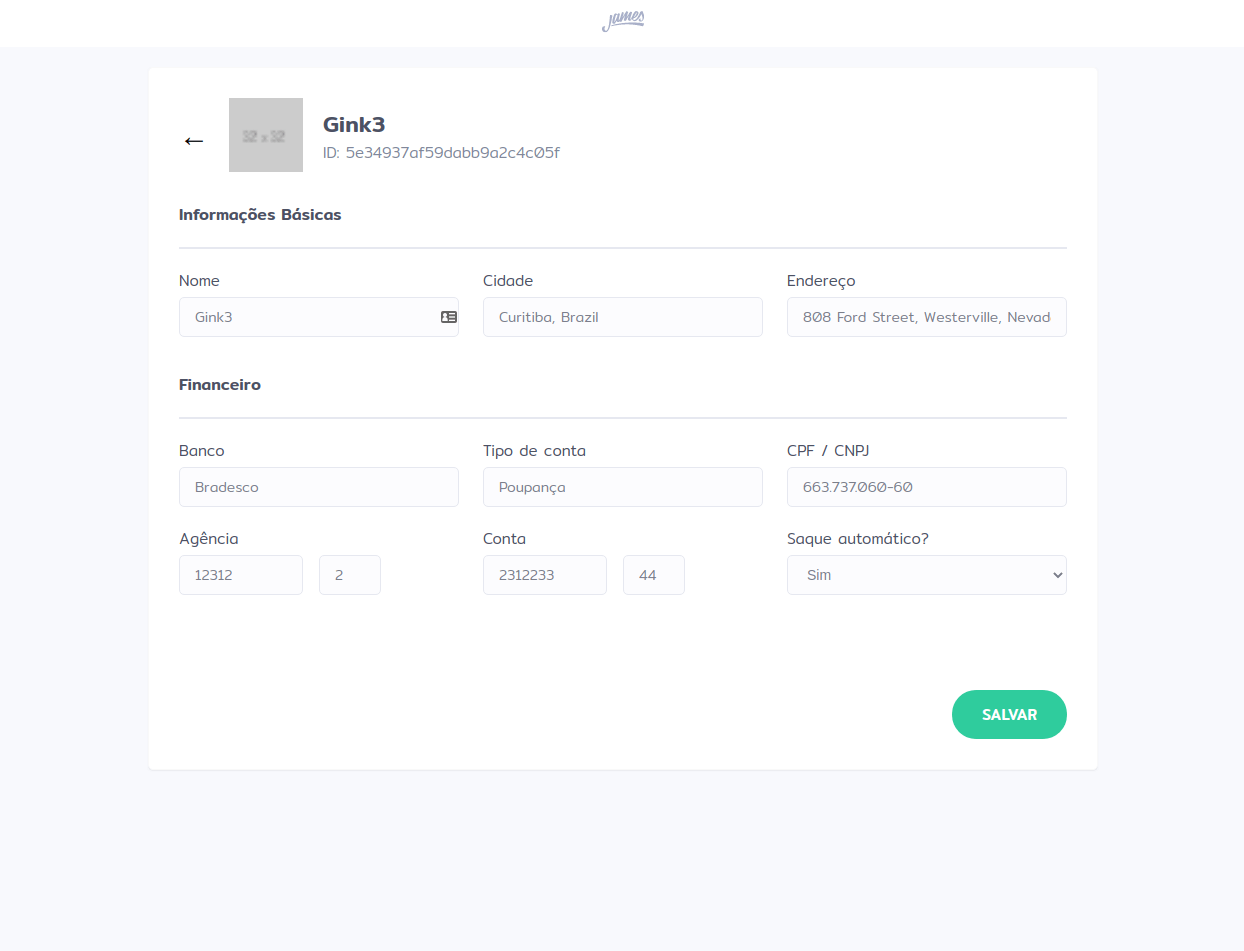 james
32 x 32
Gink3
ID: 5e34937af59dabb9a2c4c05f
Informações Básicas
Nome Cidade Endereço
Gink3 Curitiba, Brazil 808 Ford Street, Westerville, Nevad
Financeiro
Banco Tipo de conta CPF / CNPJ
Bradesco Poupança 663.737.060-60
Agência Conta Saque automático?
12312 2 2312233 44 Sim
SALVAR